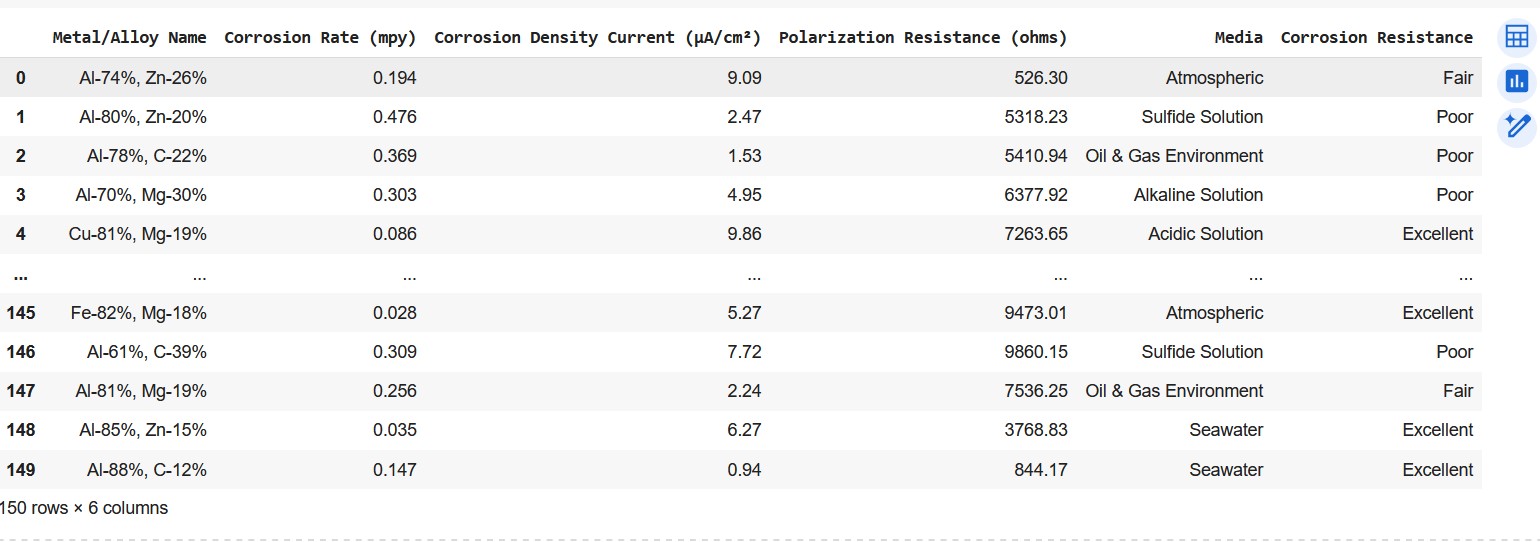 Metal/Alloy Name Corrosion Rate (mpy) Corrosion Density Current (µA/cm²) Polarization Resistance (ohms) Media Corrosion Resistance
0 Al-74%, Zn-26% 0.194 9.09 526.30 Atmospheric Fair
1 Al-80%, Zn-20% 0.476 2.47 5318.23 Sulfide Solution Poor
2 Al-78%, C-22% 0.369 1.53 5410.94 Oil & Gas Environment Poor
3 Al-70%, Mg-30% 0.303 4.95 6377.92 Alkaline Solution Poor
4 Cu-81%, Mg-19% 0.086 9.86 7263.65 Acidic Solution Excellent
... ... ... ... ... ... ...
145 Fe-82%, Mg-18% 0.028 5.27 9473.01 Atmospheric Excellent
146 Al-61%, C-39% 0.309 7.72 9860.15 Sulfide Solution Poor
147 Al-81%, Mg-19% 0.256 2.24 7536.25 Oil & Gas Environment Fair
148 Al-85%, Zn-15% 0.035 6.27 3768.83 Seawater Excellent
149 Al-88%, C-12% 0.147 0.94 844.17 Seawater Excellent
150 rows × 6 columns